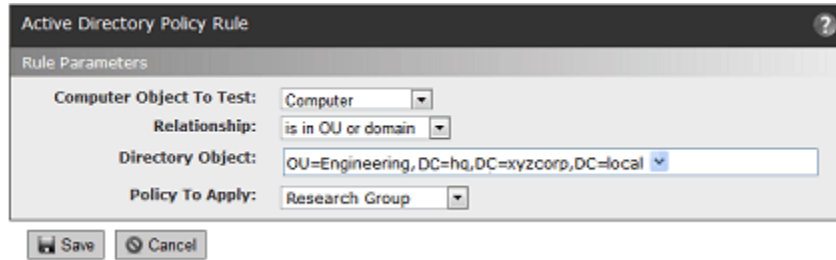 Active Directory Policy Rule ?
Rule Parameters
Computer Object To Test: Computer
Relationship: is in OU or domain
Directory Object: OU=Engineering,DC=hq,DC=xyzcorp,DC=local
Policy To Apply: Research Group
Save Cancel